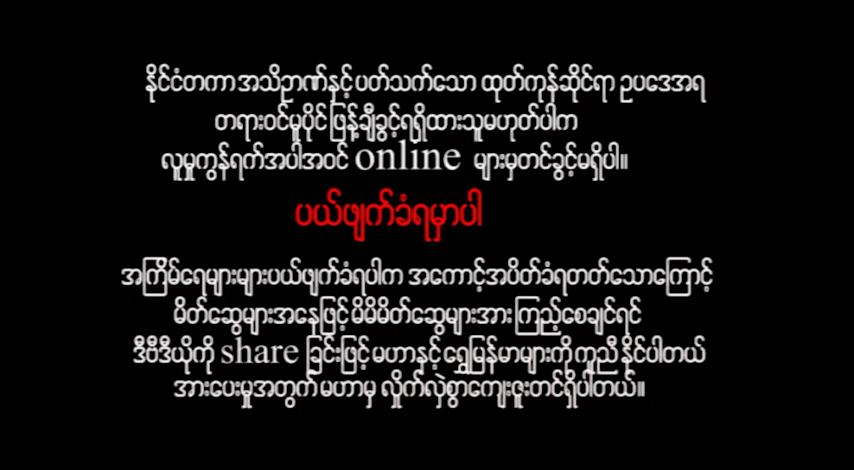 နိုင်ငံတကာ အသိဉာဏ်နှင့် ပတ်သက်သော ထုတ်ကုန်ဆိုင်ရာ ဥပဒေအရ
တရားဝင်မူပိုင် ဖြန့်ချီခွင့်ရရှိထားသူမဟုတ်ပါက
လူမှုကွန်ရက်အပါအဝင် online များမှတင်ခွင့်မရှိပါ။
ပယ်ဖျက်ခံရမှာပါ
အကြိမ်ရေများများပယ်ဖျက်ခံရပါက အကောင့်အပိတ်ခံရတတ်သောကြောင့်
မိတ်ဆွေများအနေဖြင့် မိမိမိတ်ဆွေများအား ကြည့်စေချင်ရင်
ဒီဗီဒီယိုကို share ခြင်းဖြင့် မဟာနှင့် ရွှေမြန်မာများကို ကူညီ နိုင်ပါတယ်
အားပေးမှုအတွက် မဟာမှ လှိုက်လှဲစွာကျေးဇူးတင်ရှိပါတယ်။